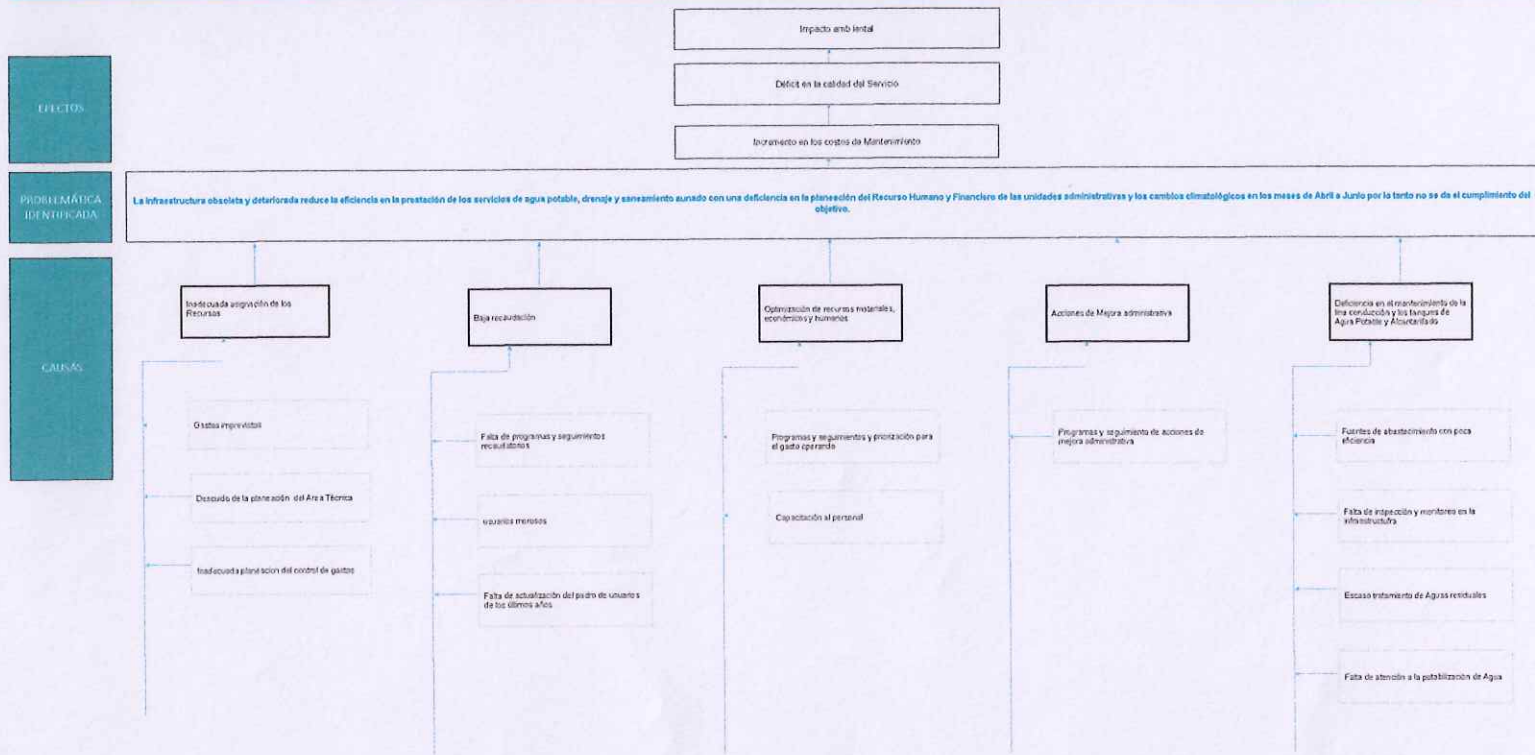 Impacto ambiental
EFECTOS
Déficit en la calidad del Servicio
Incremento en los costos de Mantenimiento
PROBLEMÁTICA
IDENTIFICADA
La infraestructura obsoleta y deteriorada reduce la eficiencia en la prestación de los servicios de agua potable, drenaje y saneamiento aunado con una deficiencia en la planeación del Recurso Humano y Financiero de las unidades administrativas y los cambios climatológicos en los meses de Abril a Junio por lo tanto no se da el cumplimiento del
objetivo.
CAUSAS
Inadecuada asignación de los
Recursos
Baja recaudación
Optimización de recursos materiales,
económicos y humanos
Acciones de Mejora administrativa
Deficiencia en el mantenimiento de la
lina conducción y los tanques de
Agua Potable y Alcantarillado
Gastos imprevistos
Descuido de la planeación del Area Técnica
Inadecuada planeacion del control de gastos
Falta de programas y seguimientos
recaudatorios
usuarios morosos
Falta de actualización del padro de usuarios
de los últimos años
Programas y seguimientos y priorización para
el gasto operando
Capacitación al personal
Programas y seguimiento de acciones de
mejora administrativa
Fuentes de abastecimiento con poca
eficiencia
Falta de inspección y monitoreo en la
infraestructufra
Escaso tratamiento de Aguas residuales
Falta de atención a la potabilización de Agua